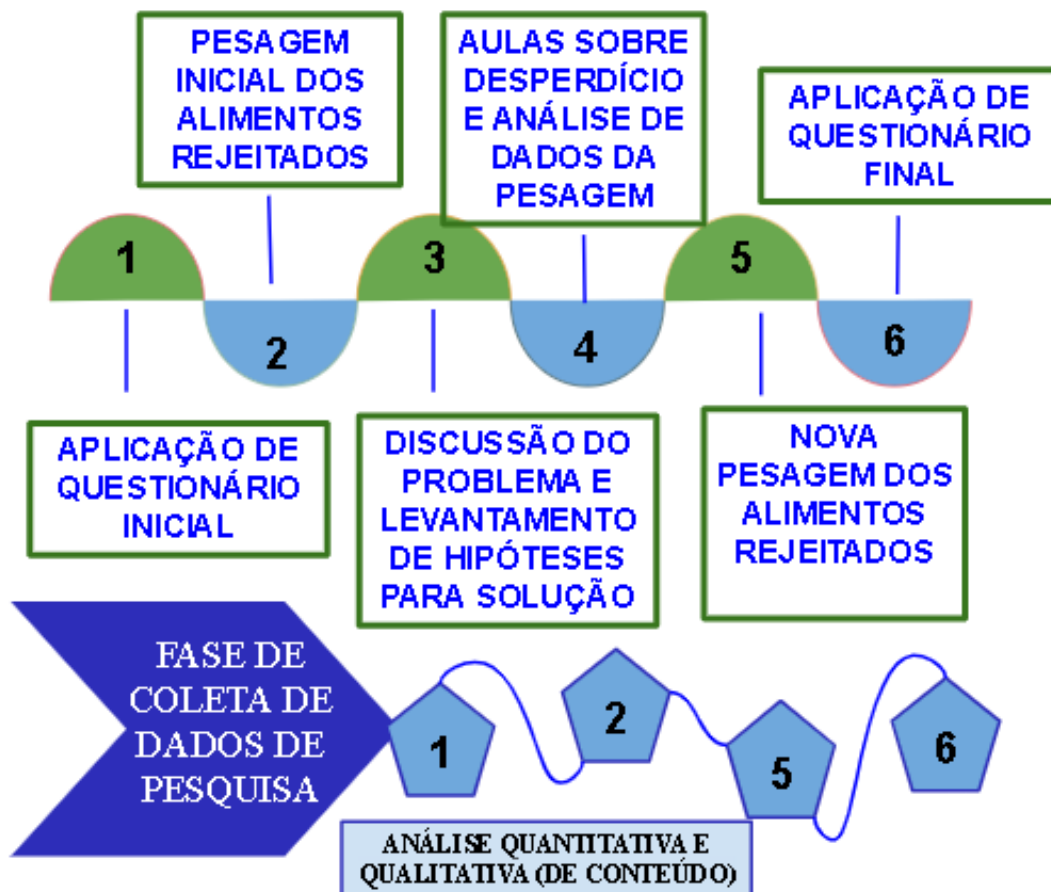 PESAGEM
INICIAL DOS
ALIMENTOS
REJEITADOS
AULAS SOBRE
DESPERDÍCIO
E ANÁLISE DE
DADOS DA
PESAGEM
APLICAÇÃO DE
QUESTIONÁRIO
FINAL
1
2
3
4
5
6
APLICAÇÃO DE
QUESTIONÁRIO
INICIAL
DISCUSSÃO DO
PROBLEMA E
LEVANTAMENTO
DE HIPÓTESES
PARA SOLUÇÃO
NOVA
PESAGEM DOS
ALIMENTOS
REJEITADOS
FASE DE
COLETA DE
DADOS DE
PESQUISA
1
2
5
6
ANÁLISE QUANTITATIVA E
QUALITATIVA (DE CONTEÚDO)